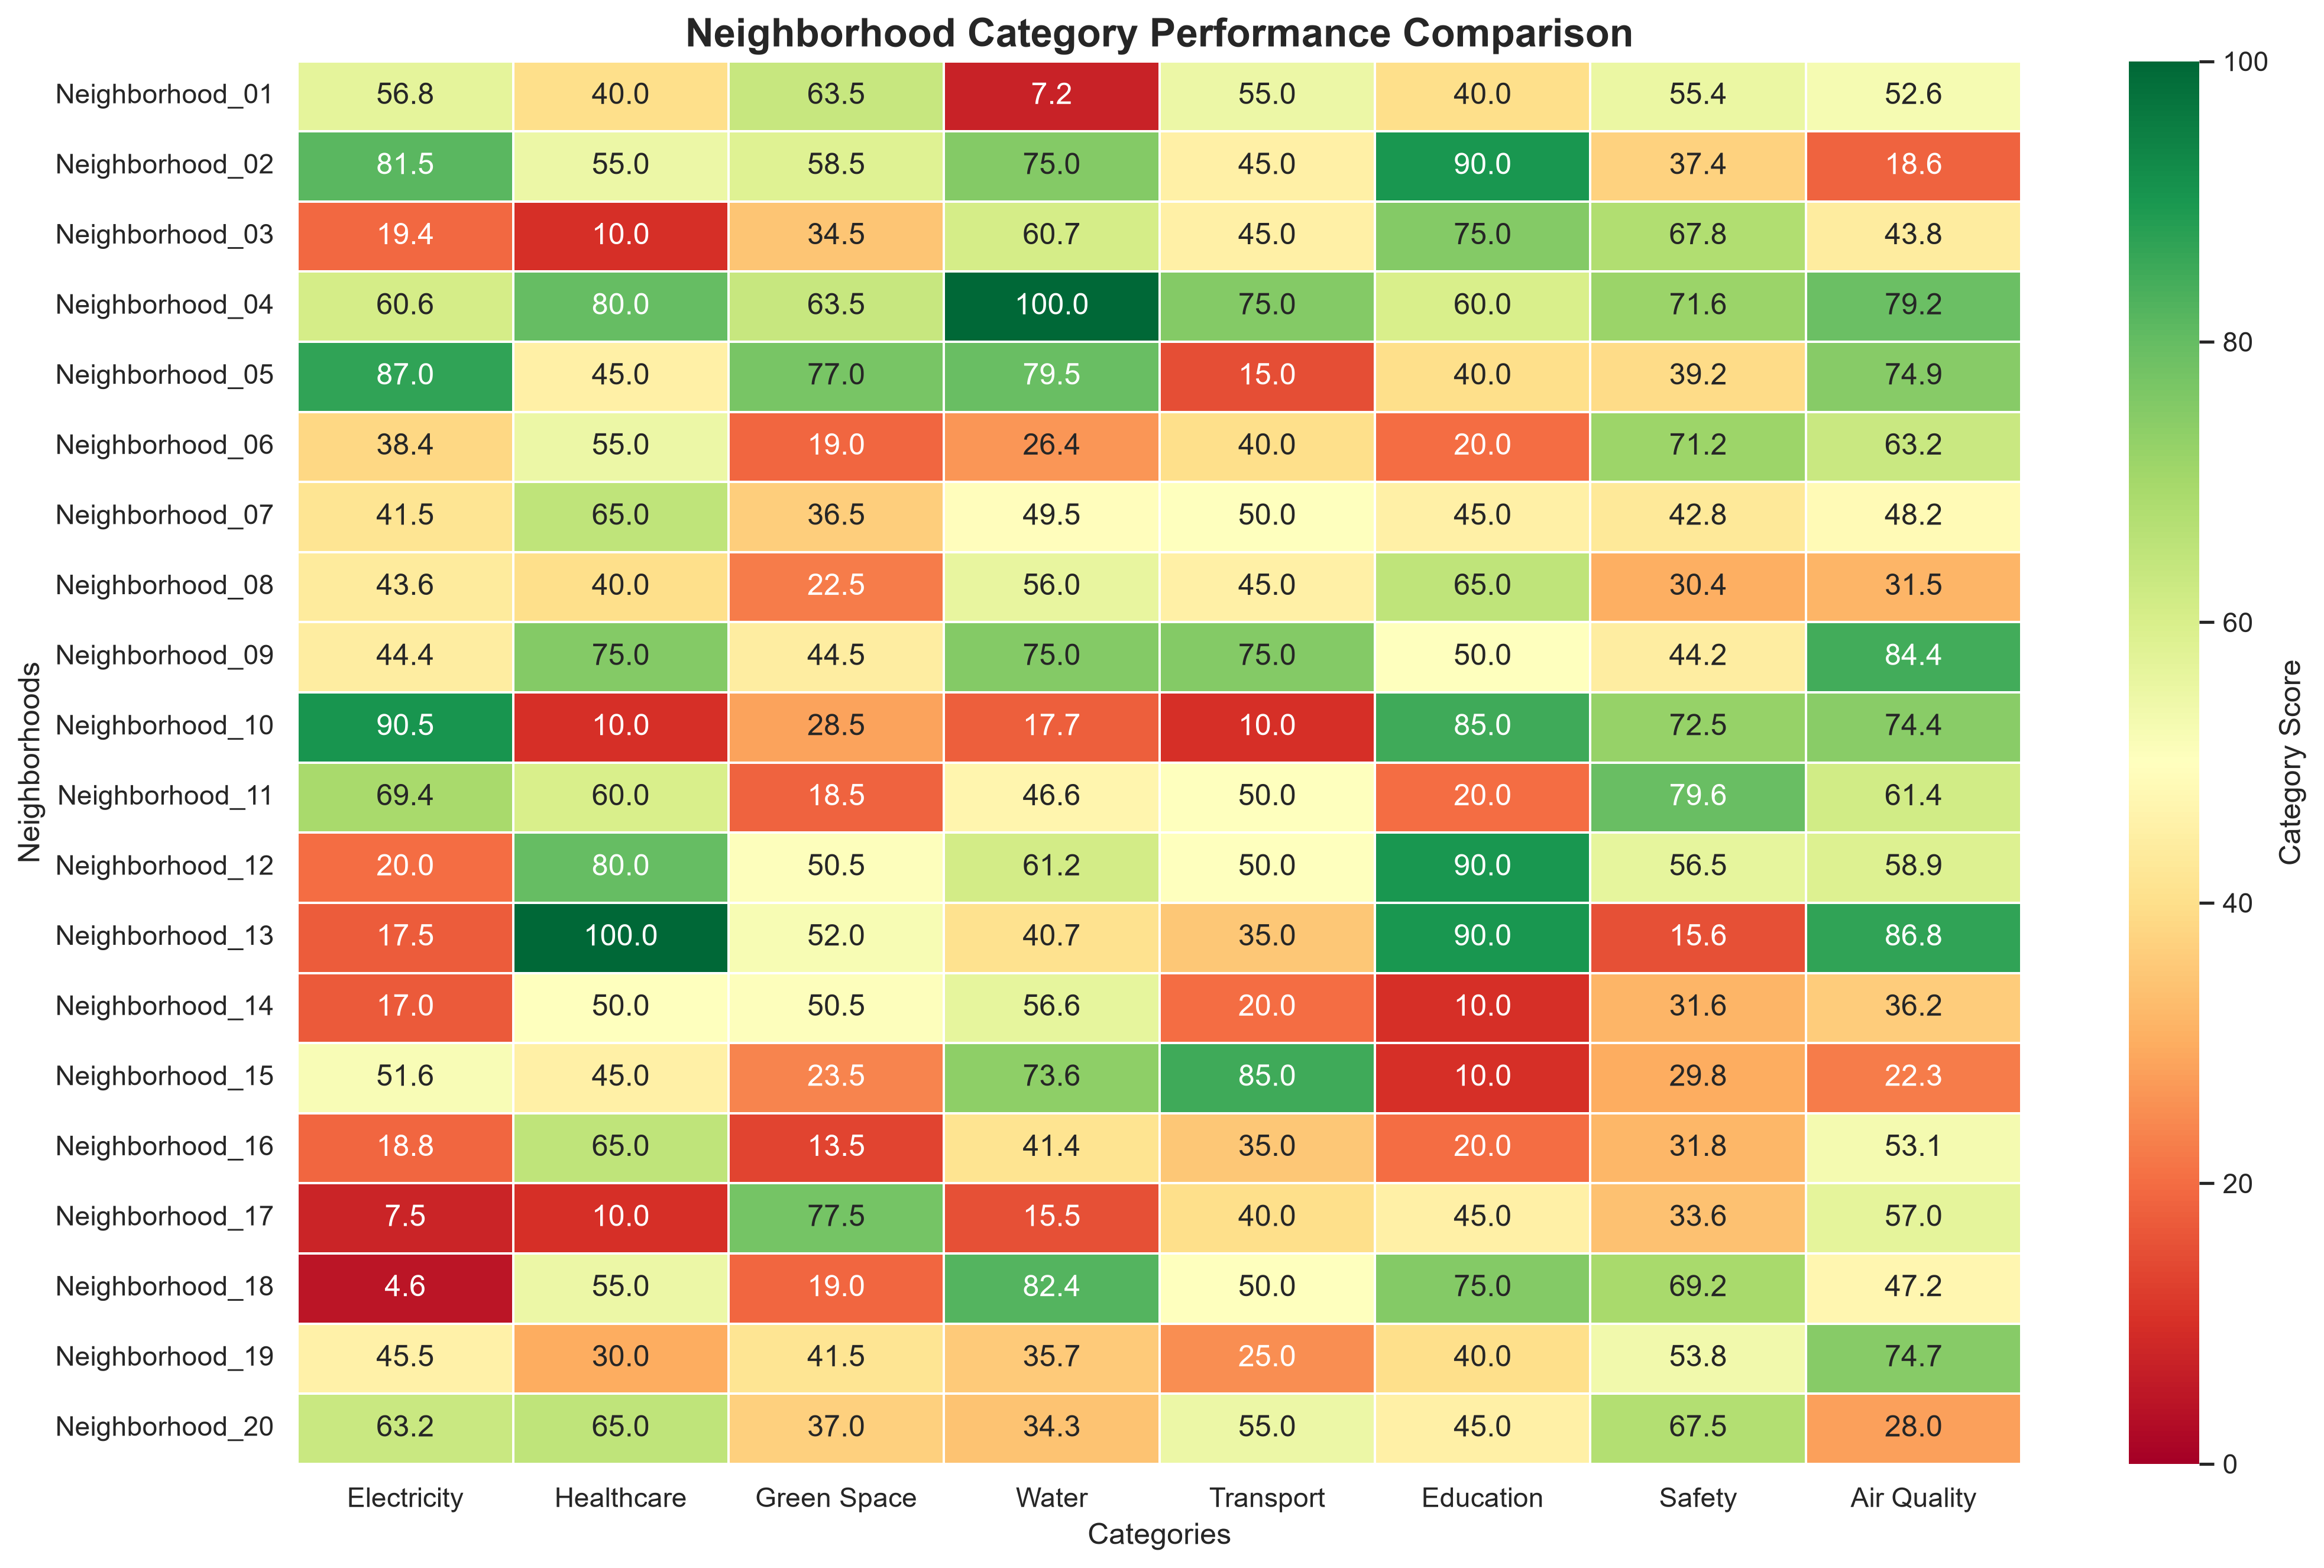 Neighborhood Category Performance Comparison
Neighborhood_01 56.8 40.0 63.5 7.2 55.0 40.0 55.4 52.6
Neighborhood_02 81.5 55.0 58.5 75.0 45.0 90.0 37.4 18.6
Neighborhood_03 19.4 10.0 34.5 60.7 45.0 75.0 67.8 43.8
Neighborhood_04 60.6 80.0 63.5 100.0 75.0 60.0 71.6 79.2
Neighborhood_05 87.0 45.0 77.0 79.5 15.0 40.0 39.2 74.9
Neighborhood_06 38.4 55.0 19.0 26.4 40.0 20.0 71.2 63.2
Neighborhood_07 41.5 65.0 36.5 49.5 50.0 45.0 42.8 48.2
Neighborhood_08 43.6 40.0 22.5 56.0 45.0 65.0 30.4 31.5
Neighborhood_09 44.4 75.0 44.5 75.0 75.0 50.0 44.2 84.4
Neighborhood_10 90.5 10.0 28.5 17.7 10.0 85.0 72.5 74.4
Neighborhood_11 69.4 60.0 18.5 46.6 50.0 20.0 79.6 61.4
Neighborhood_12 20.0 80.0 50.5 61.2 50.0 90.0 56.5 58.9
Neighborhood_13 17.5 100.0 52.0 40.7 35.0 90.0 15.6 86.8
Neighborhood_14 17.0 50.0 50.5 56.6 20.0 10.0 31.6 36.2
Neighborhood_15 51.6 45.0 23.5 73.6 85.0 10.0 29.8 22.3
Neighborhood_16 18.8 65.0 13.5 41.4 35.0 20.0 31.8 53.1
Neighborhood_17 7.5 10.0 77.5 15.5 40.0 45.0 33.6 57.0
Neighborhood_18 4.6 55.0 19.0 82.4 50.0 75.0 69.2 47.2
Neighborhood_19 45.5 30.0 41.5 35.7 25.0 40.0 53.8 74.7
Neighborhood_20 63.2 65.0 37.0 34.3 55.0 45.0 67.5 28.0
Electricity Healthcare Green Space Water Transport Education Safety Air Quality
Categories
Neighborhoods
100
80
60
40
20
0
Category Score